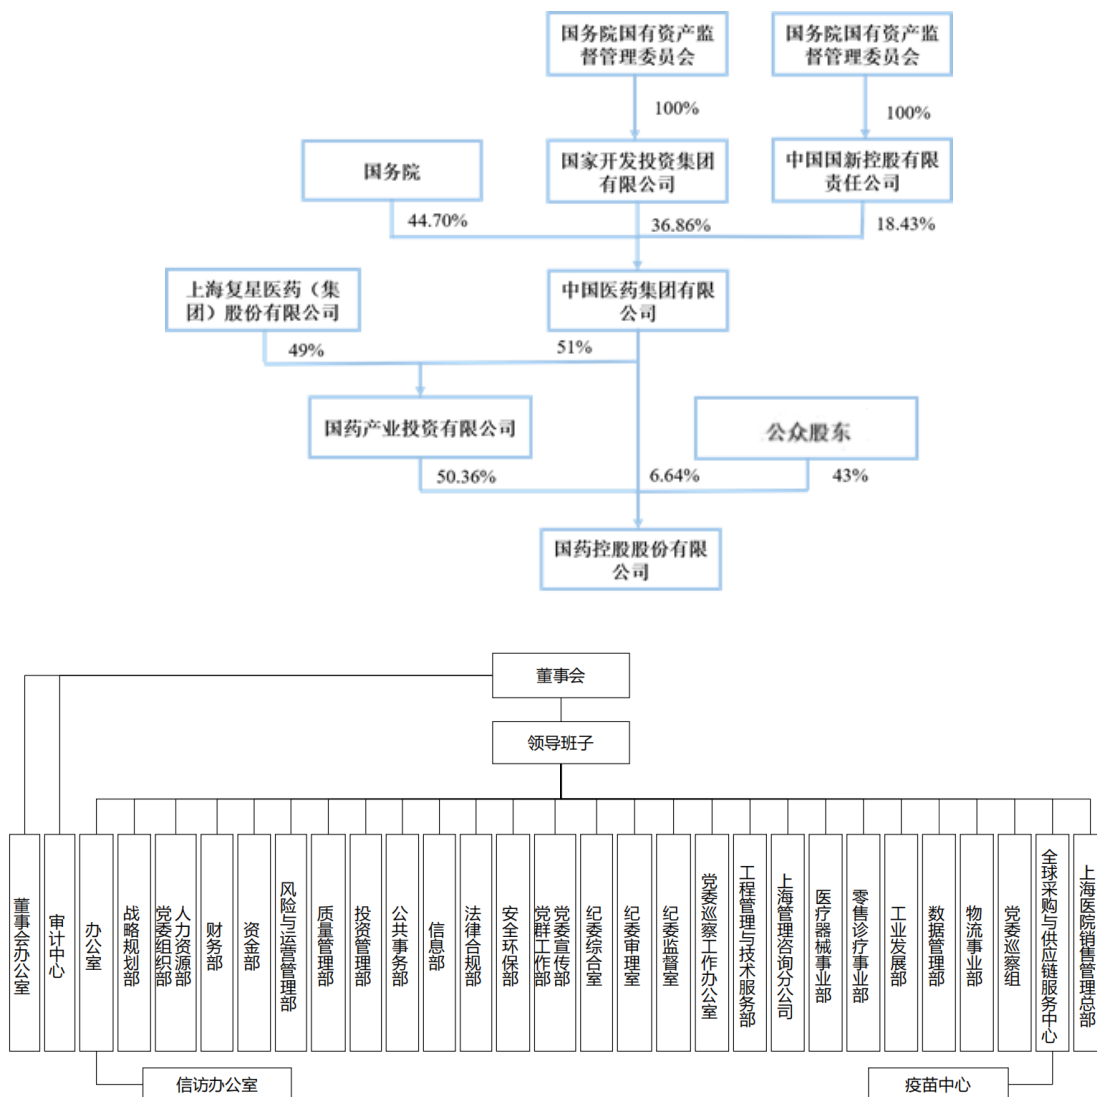 国务院国有资产监
督管理委员会
国务院国有资产监
督管理委员会
100%
100%
国务院
国家开发投资集团
有限公司
中国国新控股有限
责任公司
44.70%
36.86%
18.43%
上海复星医药（集
团）股份有限公司
中国医药集团有限
公司
49%
51%
国药产业投资有限公司
公众股东
50.36%
6.64%
43%
国药控股股份有限
公司
董事会
领导班子
董事会办公室
审计中心
办公室
战略规划部
人力资源部
党委组织部
财务部
资金部
风险与运营管理部
质量管理部
投资管理部
公共事务部
信息部
法律合规部
安全环保部
党委宣传部
党群工作部
纪委综合室
纪委审理室
纪委监督室
党委巡察工作办公室
工程管理与技术服务部
上海管理咨询分公司
医疗器械事业部
零售诊疗事业部
工业发展部
数据管理部
物流事业部
党委巡察组
全球采购与供应链服务中心
上海医院销售管理总部
信访办公室
疫苗中心